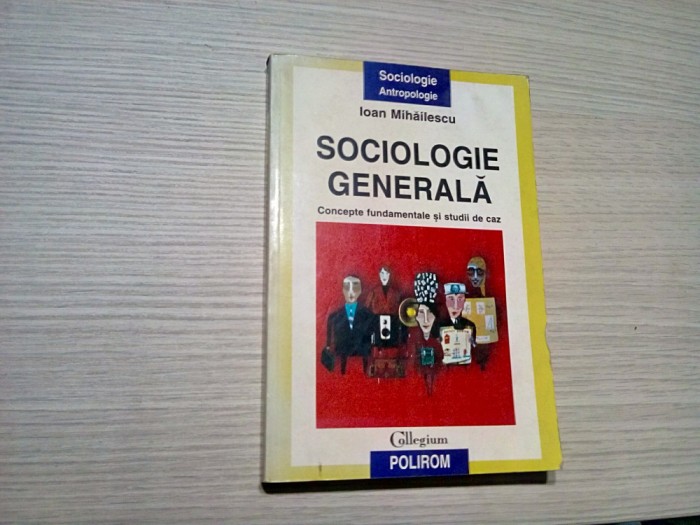 Sociologie
Antropologie
Ioan Mihăilescu
SOCIOLOGIE
GENERALĂ
Concepte fundamentale și studii de caz
Collegium
POLIROM